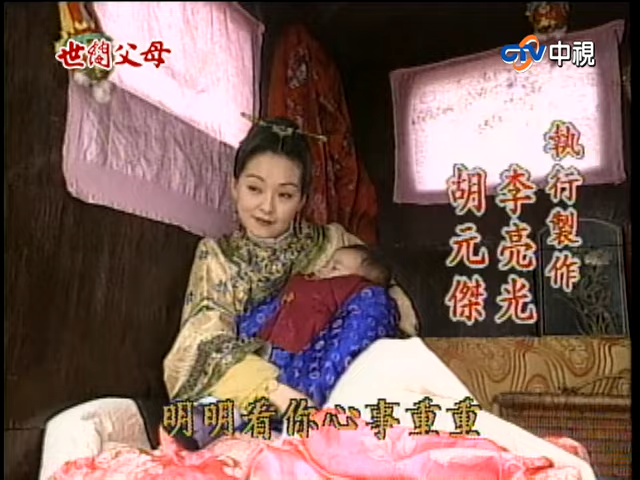 世間父母
CTV中視
執行製作
李亮光
胡元傑
明明看你心事重重